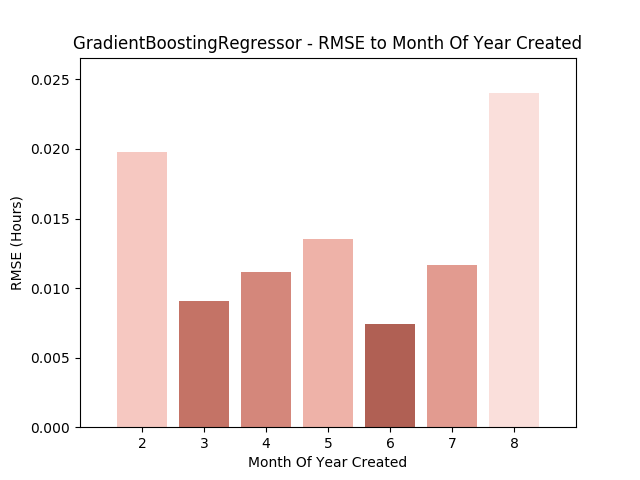 GradientBoostingRegressor - RMSE to Month Of Year Created
0.025
0.020
0.015
0.010
0.005
0.000
RMSE (Hours)
2 3 4 5 6 7 8
Month Of Year Created